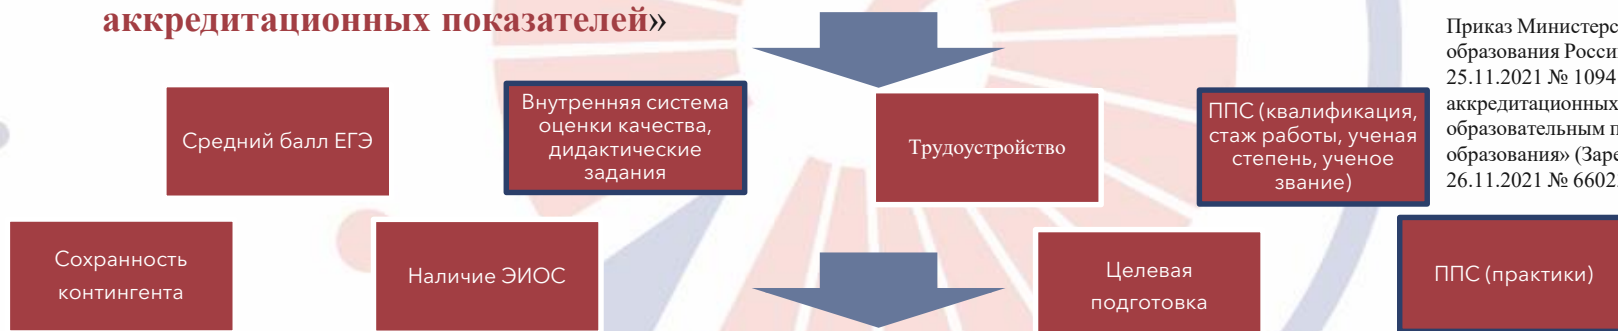 аккредитационных показателей»
Приказ Министерс
образования Росси
25.11.2021 № 1094
аккредитационных
образовательным п
образования» (Заре
26.11.2021 № 6602
Средний балл ЕГЭ
Внутренняя система
оценки качества,
дидактические
задания
Трудоустройство
ППС (квалификация,
стаж работы, ученая
степень, ученое
звание)
Сохранность
контингента
Наличие ЭИОС
Целевая
подготовка
ППС (практики)